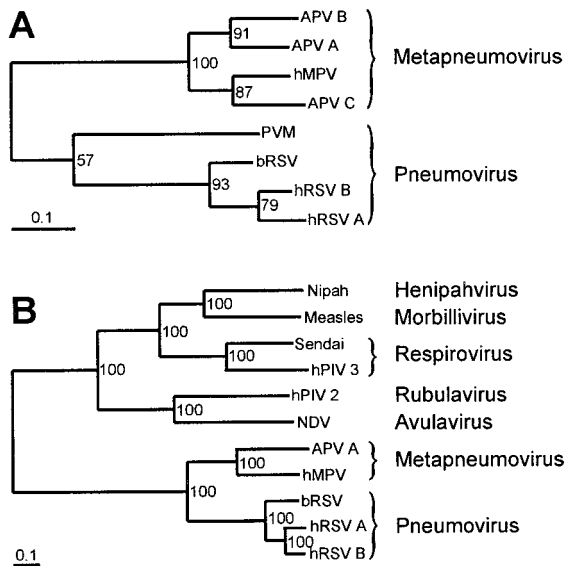 A
APV B
91
APV A
100
hMPV
87
APV C
Metapneumovirus
PVM
57
bRSV
93
hRSV B
79
hRSV A
Pneumovirus
0.1
B
Nipah Henipahvirus
100
Measles Morbillivirus
100
Sendai
100
hPIV 3
Respirovirus
100
hPIV 2 Rubulavirus
100
NDV Avulavirus
APV A
100
hMPV
Metapneumovirus
100
bRSV
100
hRSV A
100
hRSV B
Pneumovirus
0.1